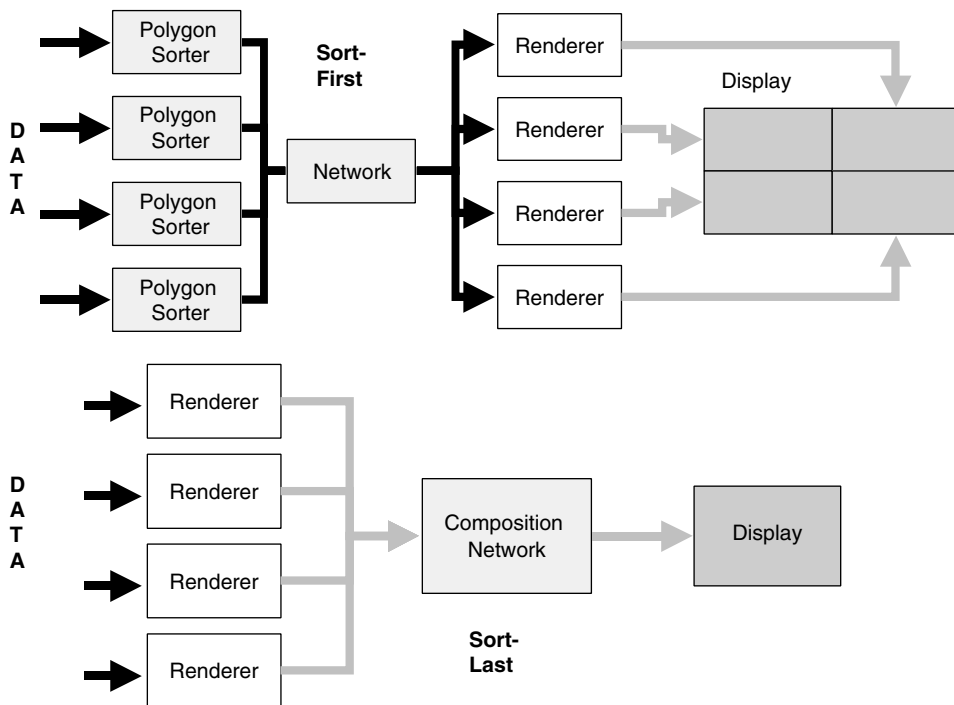 D
A
T
A
Polygon
Sorter
Polygon
Sorter
Polygon
Sorter
Polygon
Sorter
Sort-
First
Network
Renderer
Renderer
Renderer
Renderer
Display
D
A
T
A
Renderer
Renderer
Renderer
Renderer
Composition
Network
Sort-
Last
Display